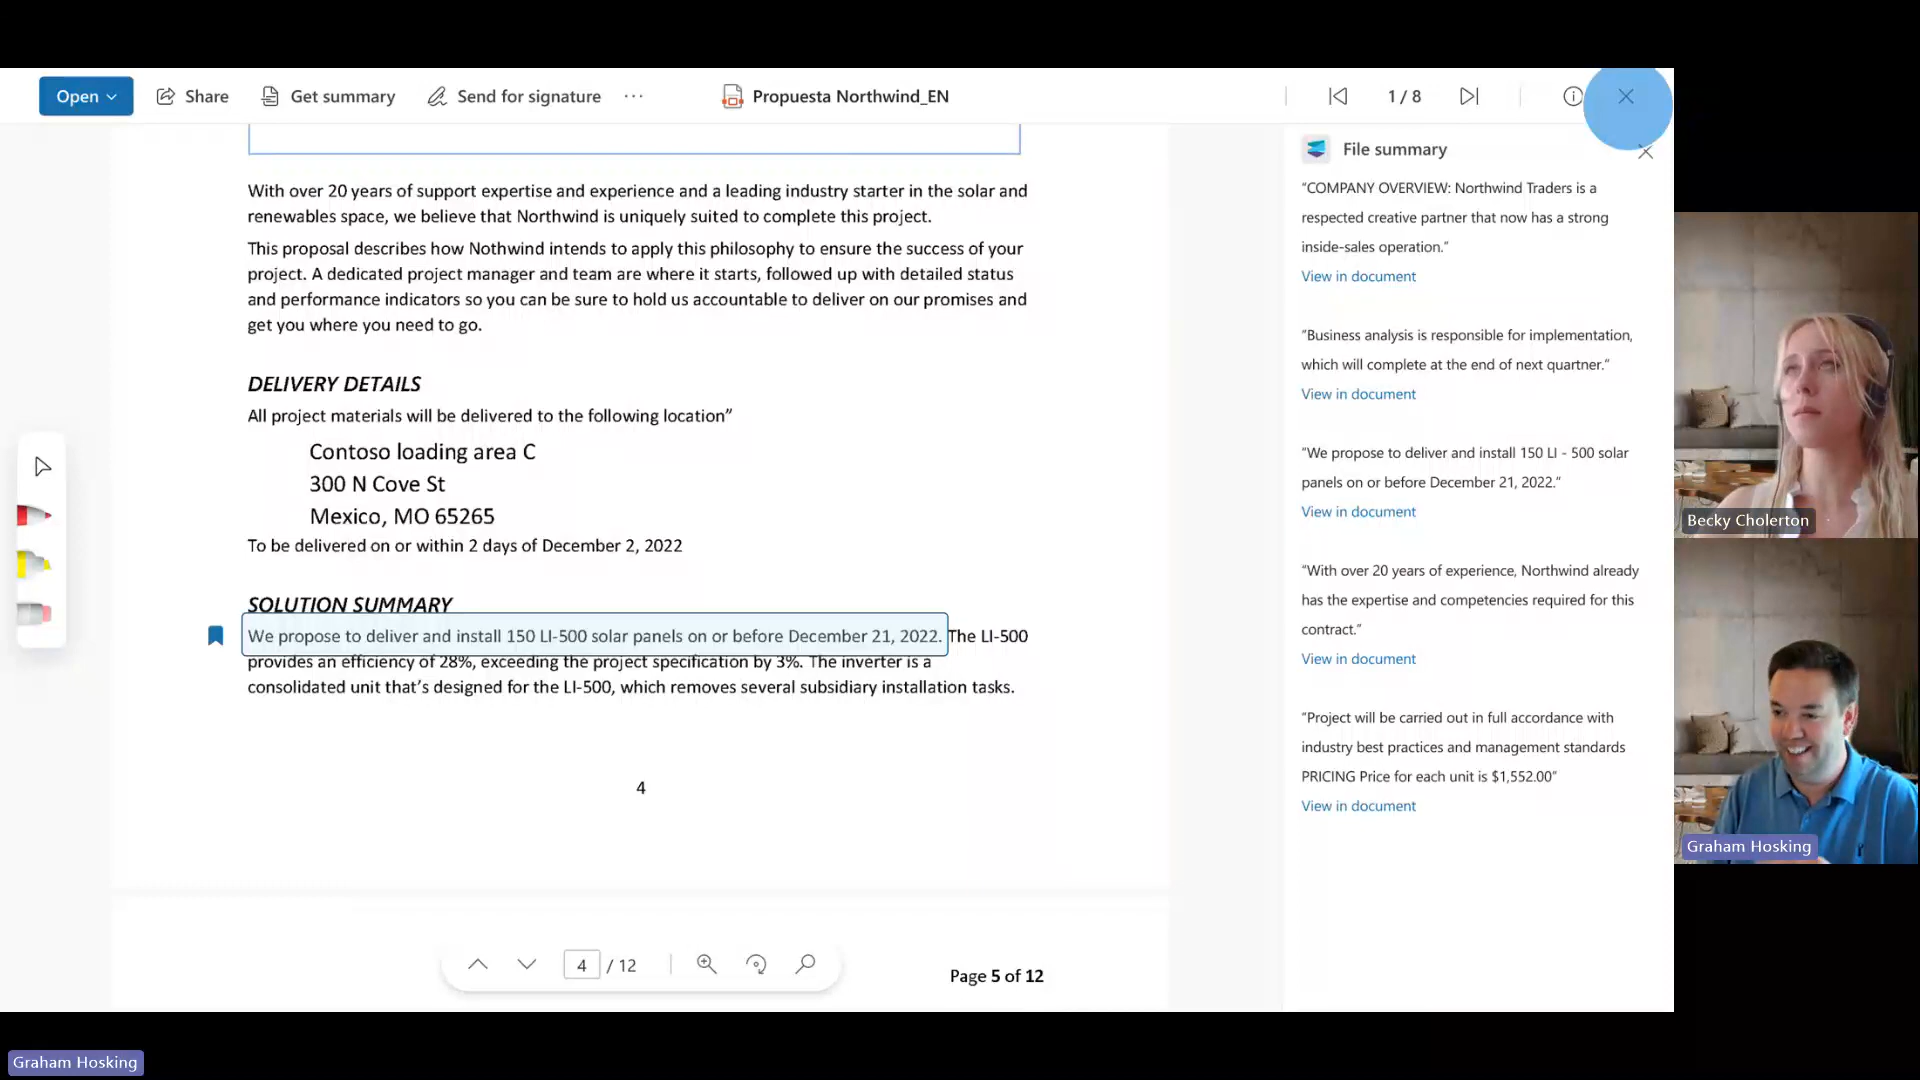 Open
Share
Get summary
Send for signature
...
Propuesta Northwind_EN
1 / 8
With over 20 years of support expertise and experience and a leading industry starter in the solar and
renewables space, we believe that Northwind is uniquely suited to complete this project.
This proposal describes how Nothwind intends to apply this philosophy to ensure the success of your
project. A dedicated project manager and team are where it starts, followed up with detailed status
and performance indicators so you can be sure to hold us accountable to deliver on our promises and
get you where you need to go.
DELIVERY DETAILS
All project materials will be delivered to the following location”
Contoso loading area C
300 N Cove St
Mexico, MO 65265
To be delivered on or within 2 days of December 2, 2022
SOLUTION SUMMARY
We propose to deliver and install 150 LI-500 solar panels on or before December 21, 2022. The LI-500
provides an efficiency of 28%, exceeding the project specification by 3%. The inverter is a
consolidated unit that’s designed for the LI-500, which removes several subsidiary installation tasks.
4
4 / 12
Page 5 of 12
File summary
“COMPANY OVERVIEW: Northwind Traders is a
respected creative partner that now has a strong
inside-sales operation.”
View in document
“Business analysis is responsible for implementation,
which will complete at the end of next quartner.”
View in document
“We propose to deliver and install 150 LI - 500 solar
panels on or before December 21, 2022.”
View in document
“With over 20 years of experience, Northwind already
has the expertise and competencies required for this
contract.”
View in document
“Project will be carried out in full accordance with
industry best practices and management standards
PRICING Price for each unit is $1,552.00”
View in document
Becky Cholerton
Graham Hosking
Graham Hosking